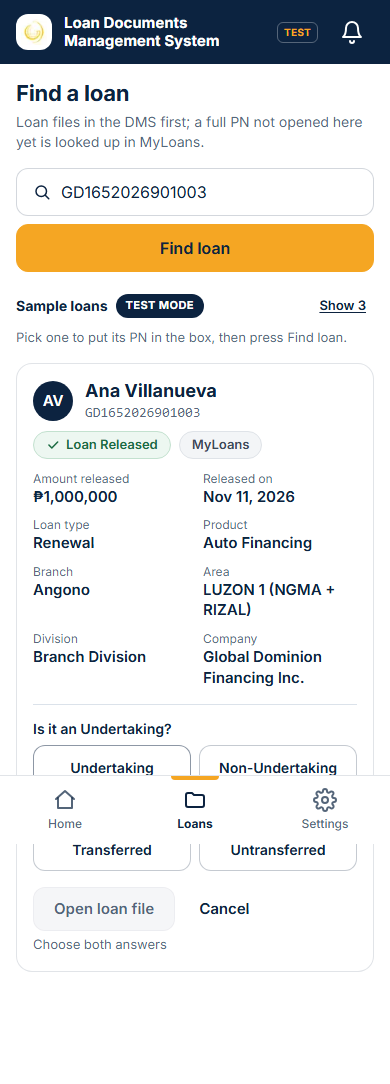 Loan Documents
Management System
TEST
Find a loan
Loan files in the DMS first; a full PN not opened here
yet is looked up in MyLoans.
GD1652026901003
Find loan
Sample loans
TEST MODE
Show 3
Pick one to put its PN in the box, then press Find loan.
AV
Ana Villanueva
GD1652026901003
Loan Released
MyLoans
Amount released
Released on
₱1,000,000
Nov 11, 2026
Loan type
Product
Renewal
Auto Financing
Branch
Area
Angono
LUZON 1 (NGMA +
RIZAL)
Division
Company
Branch Division
Global Dominion
Financing Inc.
Is it an Undertaking?
Undertaking
Non-Undertaking
Home
Loans
Settings
Transferred
Untransferred
Open loan file
Cancel
Choose both answers